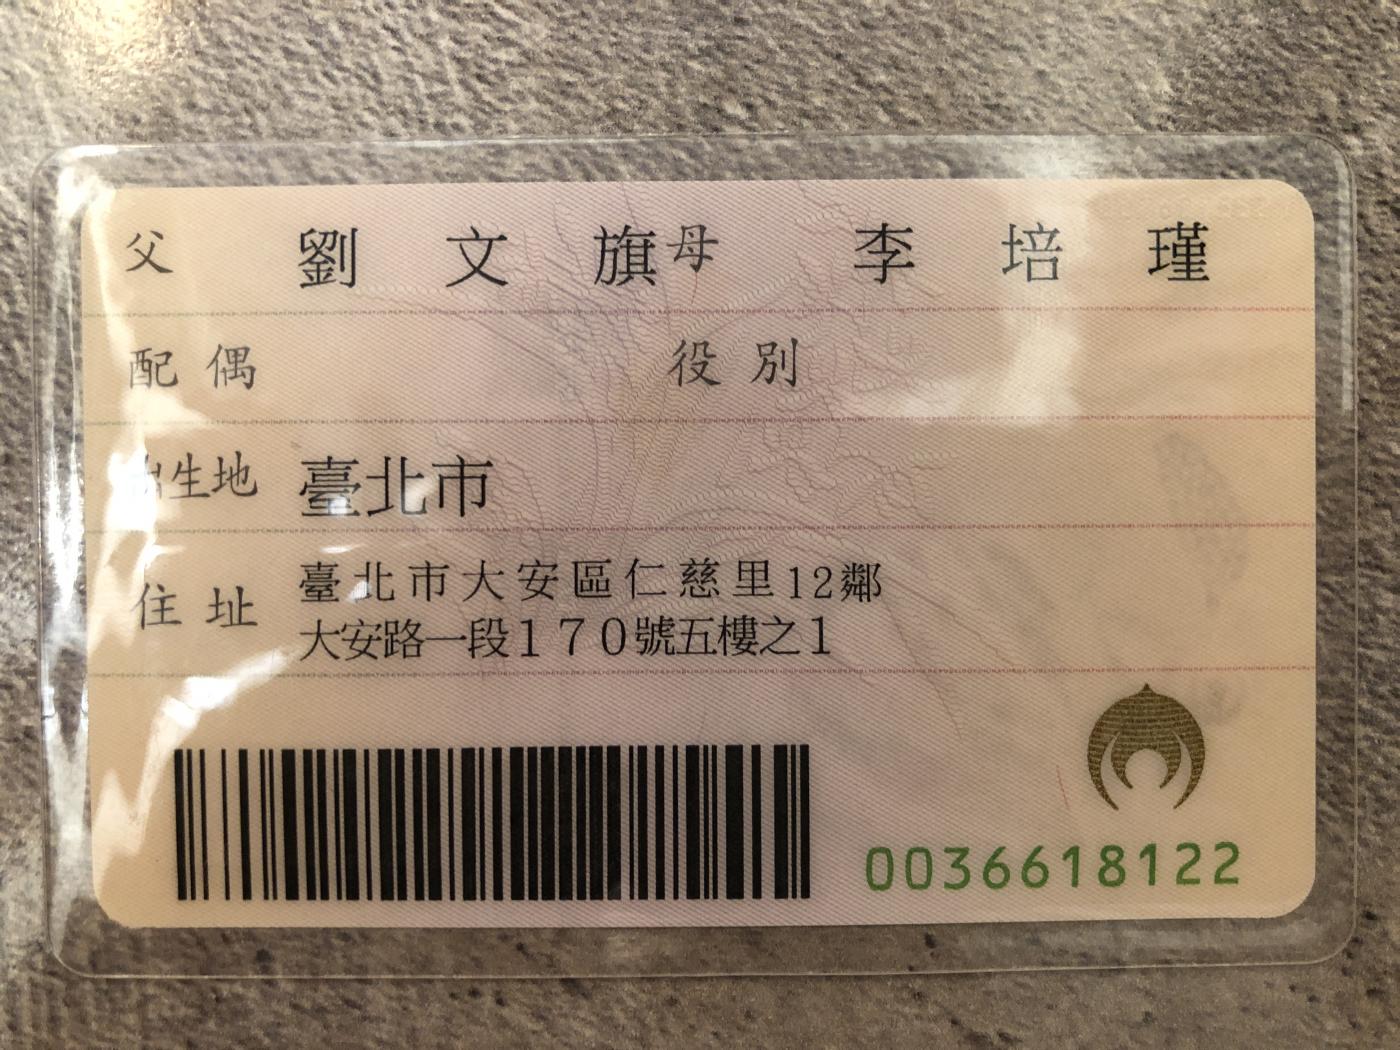 父 劉文旗 母 李培瑾
配偶 役別
出生地 臺北市
住址 臺北市大安區仁慈里12鄰
大安路一段170號五樓之1
0036618122